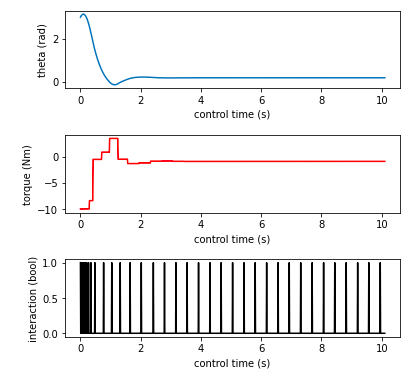 theta (rad)
2
0
0 2 4 6 8 10
control time (s)
torque (Nm)
0
−5
−10
0 2 4 6 8 10
control time (s)
interaction (bool)
1.0
0.5
0.0
0 2 4 6 8 10
control time (s)